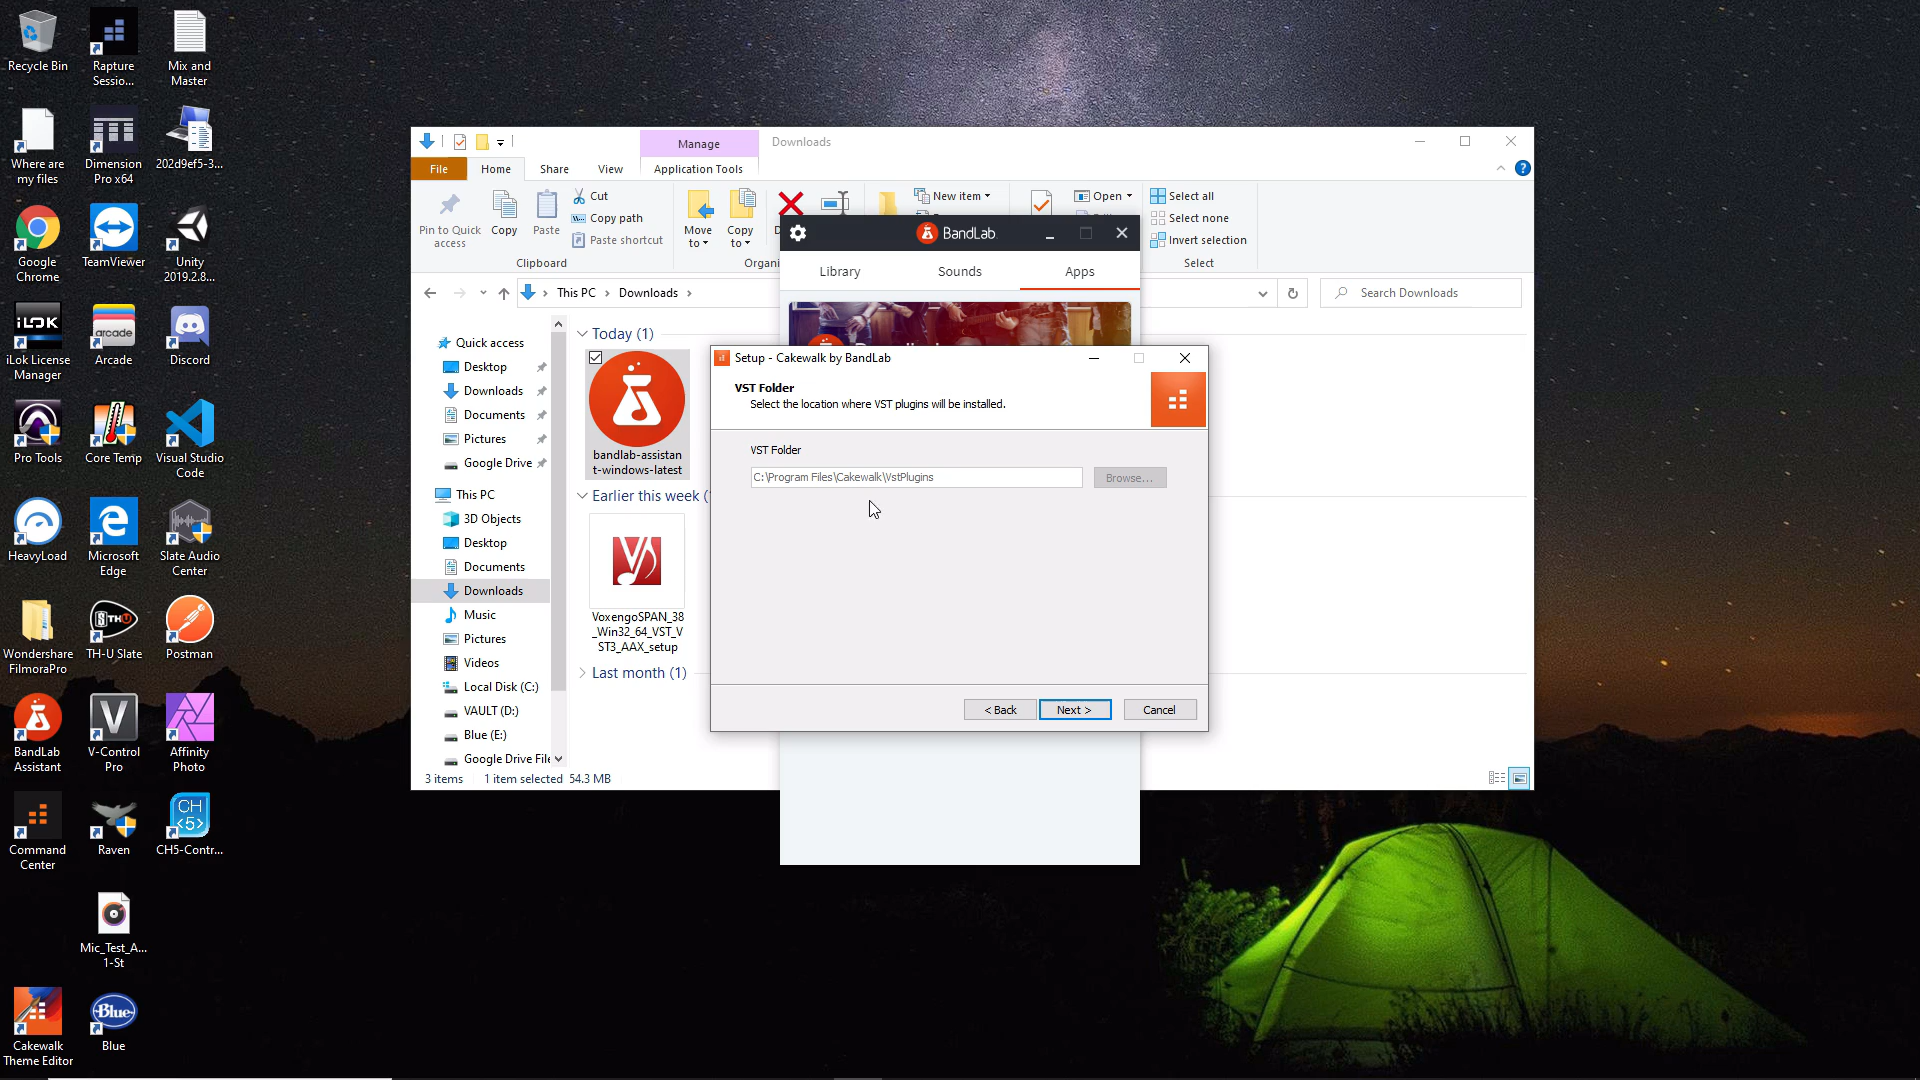 Recycle Bin
Rapture
Sessio...
Mix and
Master
Where are
my files
Dimension
Pro x64
202d9ef5-3...
Google
Chrome
TeamViewer
Unity
2019.2.8...
iLOK
iLok License
Manager
arcade
Arcade
Discord
Pro Tools
Core Temp
Visual Studio
Code
HeavyLoad
Microsoft
Edge
Slate Audio
Center
Wondershare
FilmoraPro
TH-U
TH-U Slate
Postman
BandLab
Assistant
V-Control
Pro
Affinity
Photo
Command
Center
Raven
CH
<5>
CH5-Contr...
Mic_Test_A...
1-St
Cakewalk
Theme Editor
Blue
Blue
Manage
Downloads
File
Home
Share
View
Application Tools
Pin to Quick
access
Copy
Paste
Cut
Copy path
Paste shortcut
Clipboard
Move
to
Copy
to
New item
Open
Select all
Select none
Invert selection
Select
This PC
Downloads
Search Downloads
Quick access
Desktop
Downloads
Documents
Pictures
Google Drive
This PC
3D Objects
Desktop
Documents
Downloads
Music
Pictures
Videos
Local Disk (C:)
VAULT (D:)
Blue (E:)
Google Drive File
Today (1)
bandlab-assistan
t-windows-latest
Earlier this week (
VoxengoSPAN_38
_Win32_64_VST_V
ST3_AAX_setup
Last month (1)
3 items
1 item selected 54.3 MB
BandLab
Library
Sounds
Apps
Setup - Cakewalk by BandLab
VST Folder
Select the location where VST plugins will be installed.
VST Folder
C:\Program Files\Cakewalk\VstPlugins
Browse...
< Back
Next >
Cancel